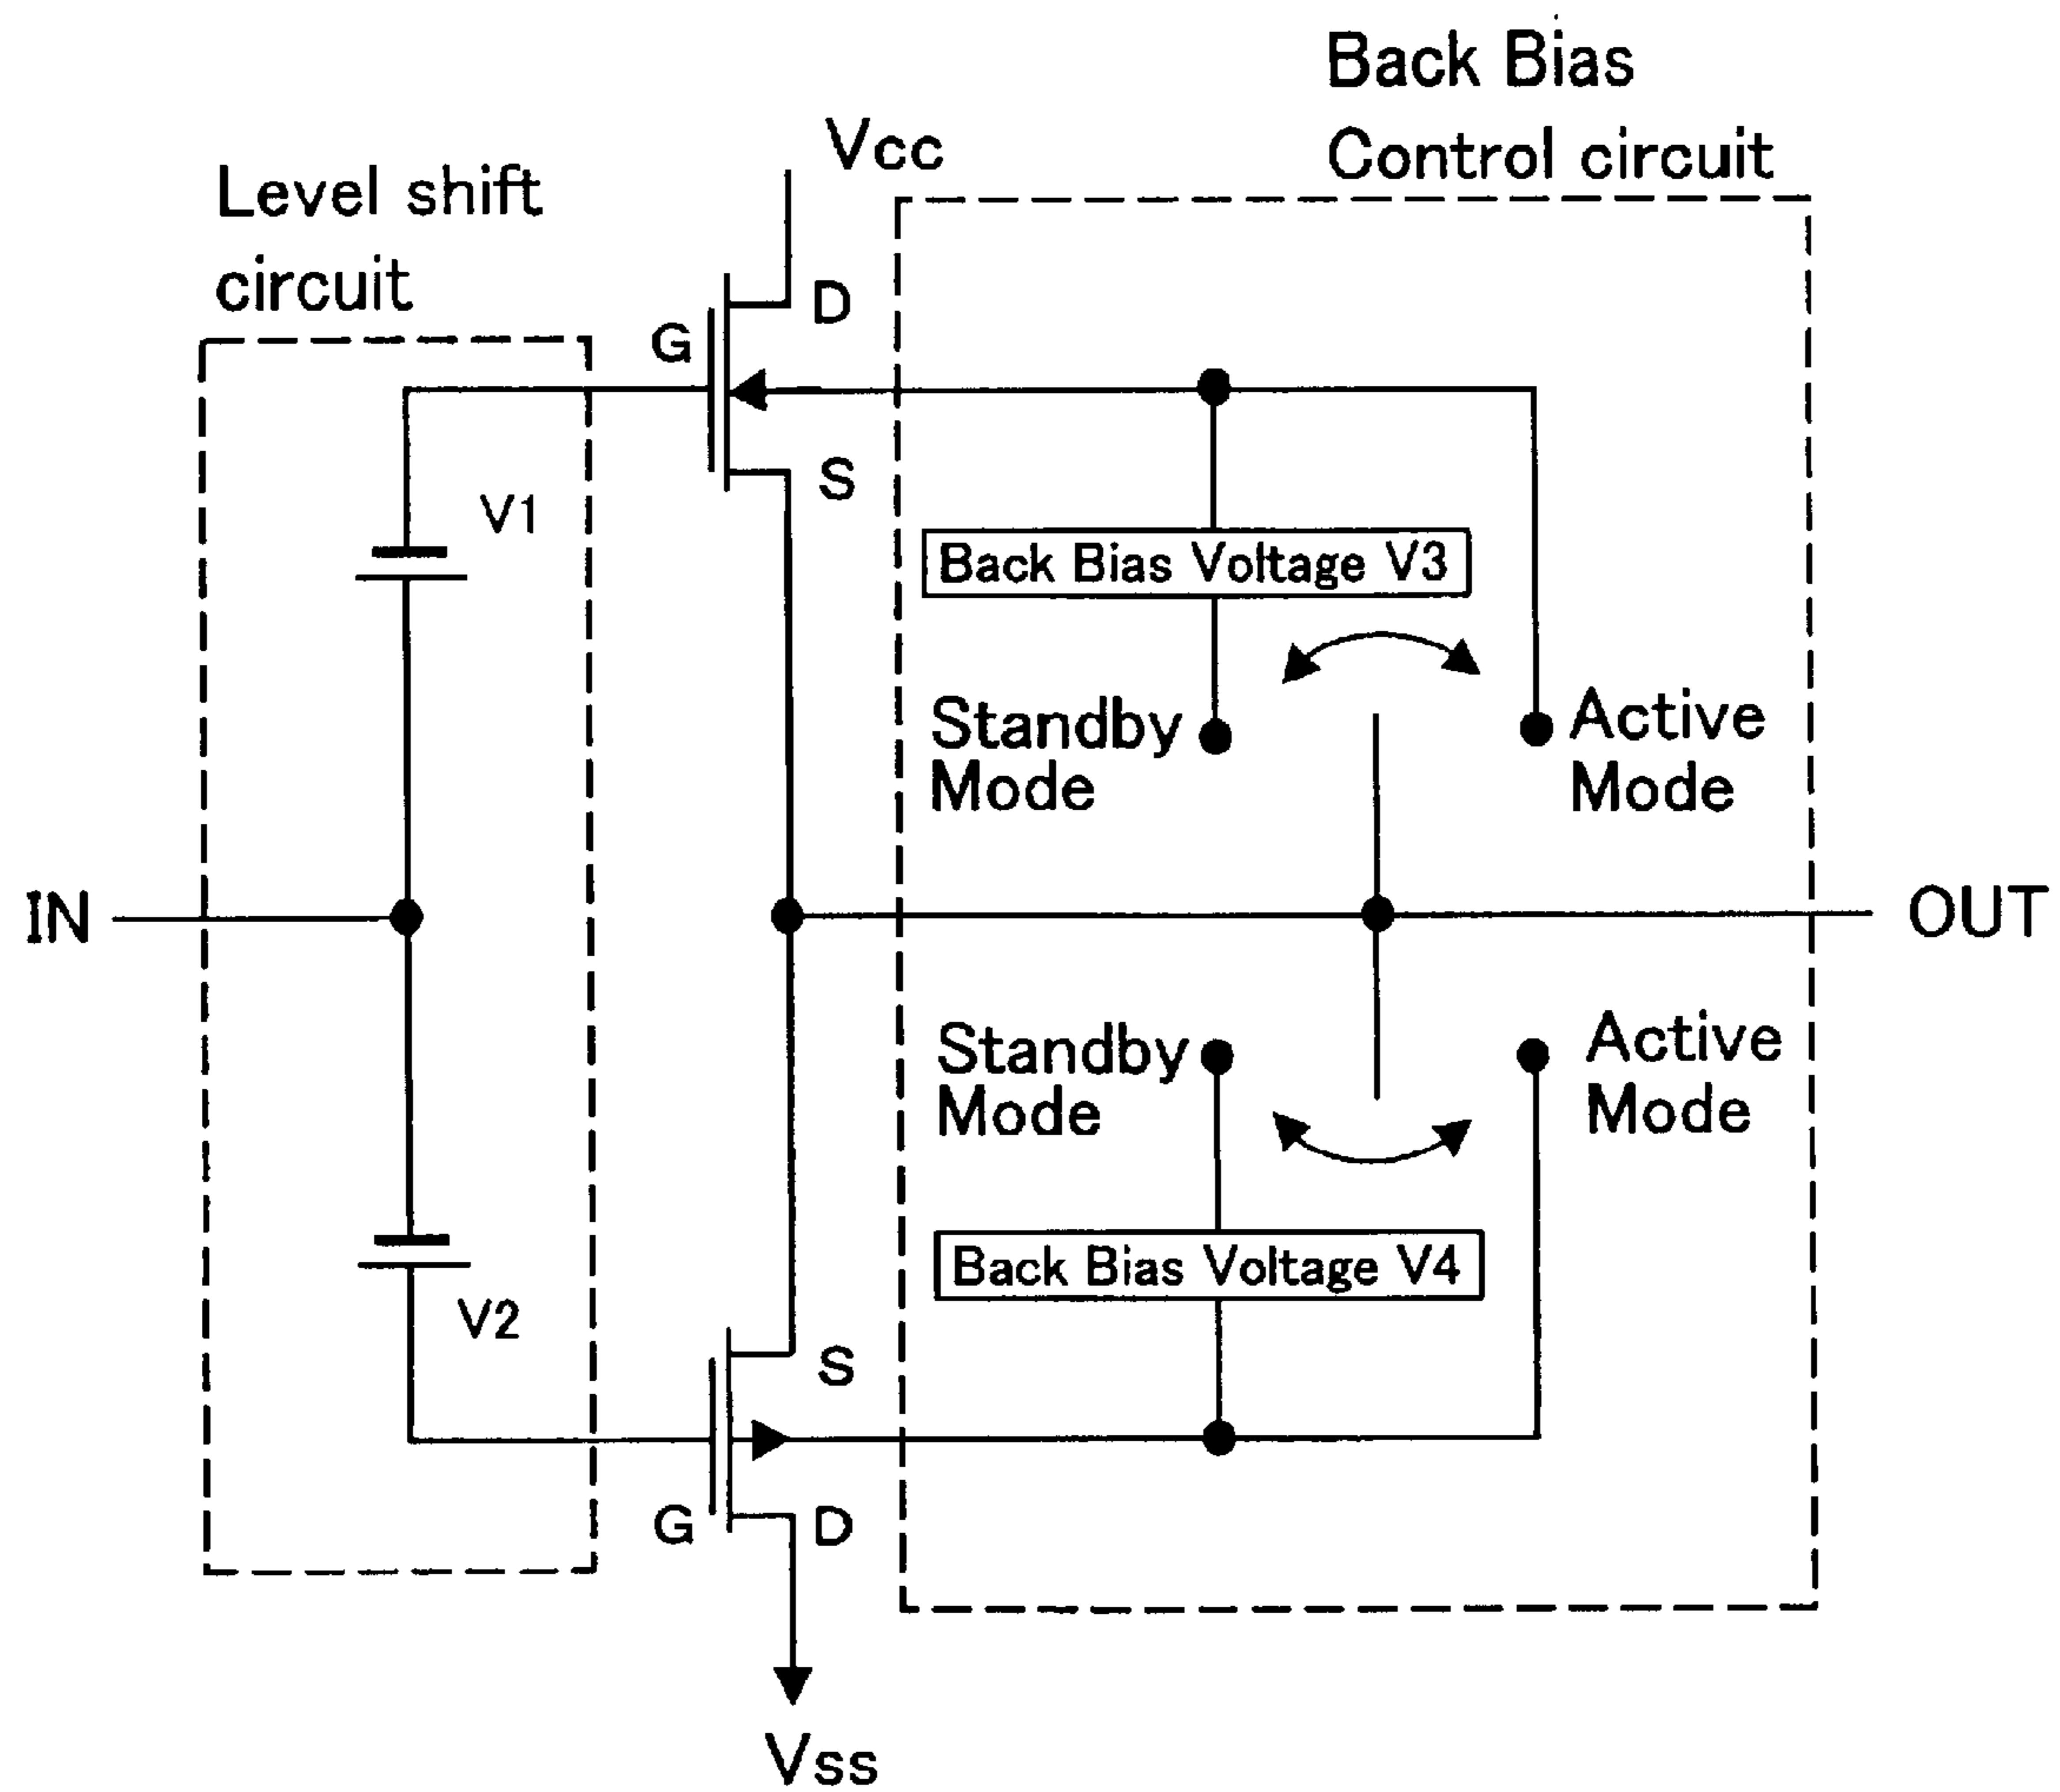 Back Bias
Control circuit
Vcc
Level shift
circuit
D
G
S
V1
Back Bias Voltage V3
Standby
Mode
Active
Mode
IN
OUT
Standby
Mode
Active
Mode
Back Bias Voltage V4
V2
S
G
D
Vss